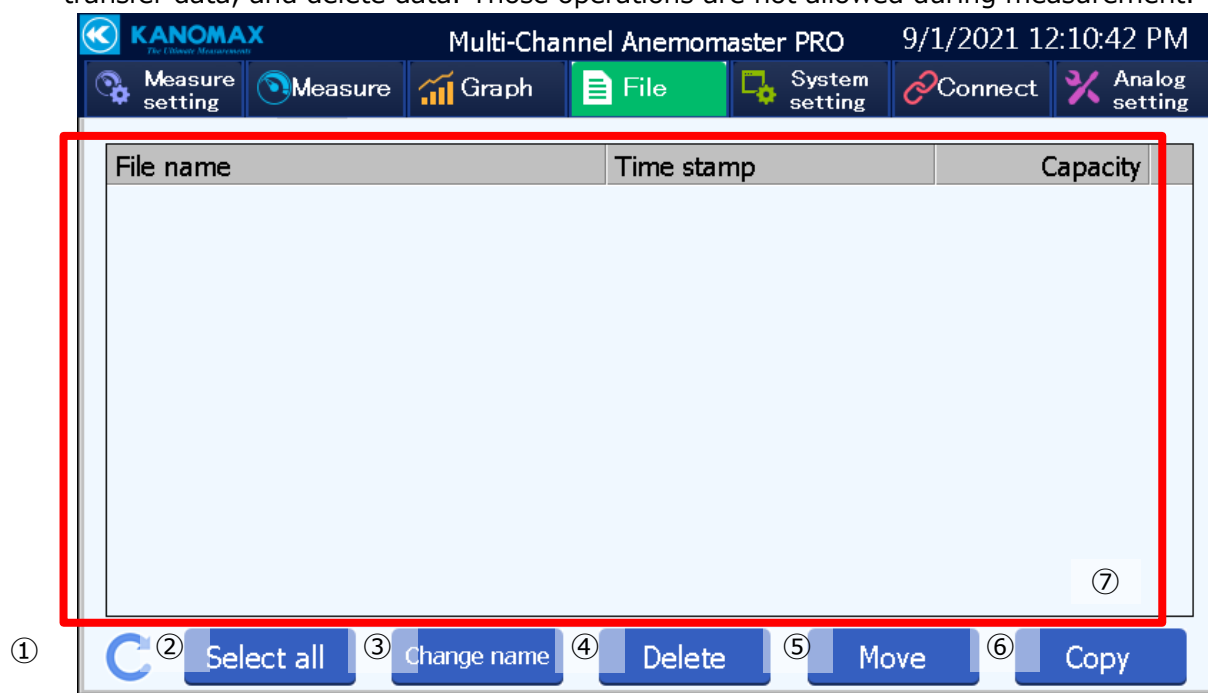 transfer data, and delete data. Those operations are not allowed during measurement.
KANOMAX Multi-Channel Anemomaster PRO 9/1/2021 12:10:42 PM
The Ultimate Measurements
Measure setting Measure Graph File System setting Connect Analog setting
File name Time stamp Capacity
⑦
① ② Select all ③ Change name ④ Delete ⑤ Move ⑥ Copy